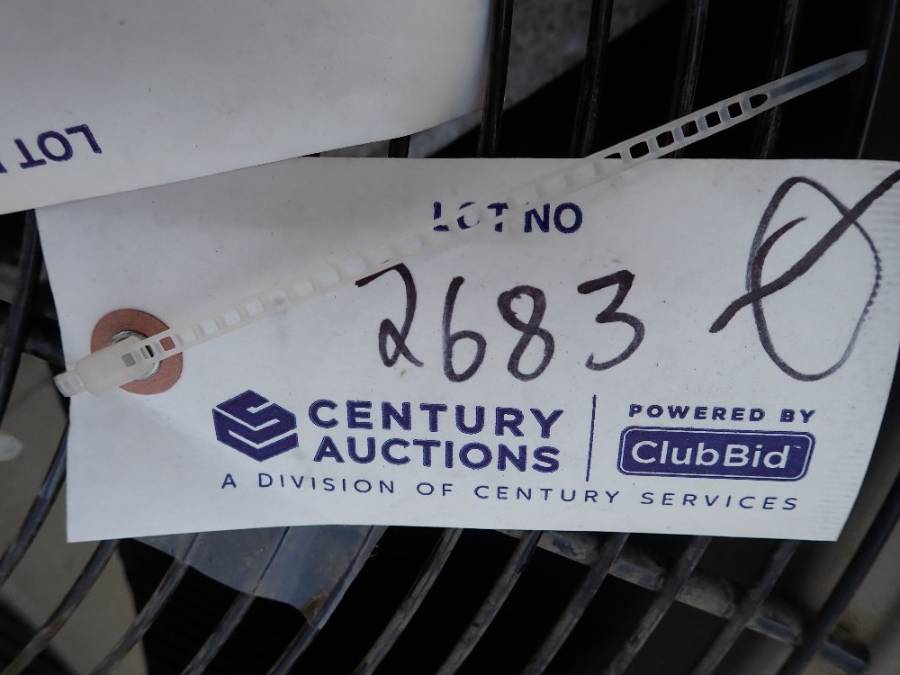 LOT
LOT NO
2683
CENTURY AUCTIONS
POWERED BY
ClubBid
A DIVISION OF CENTURY SERVICES